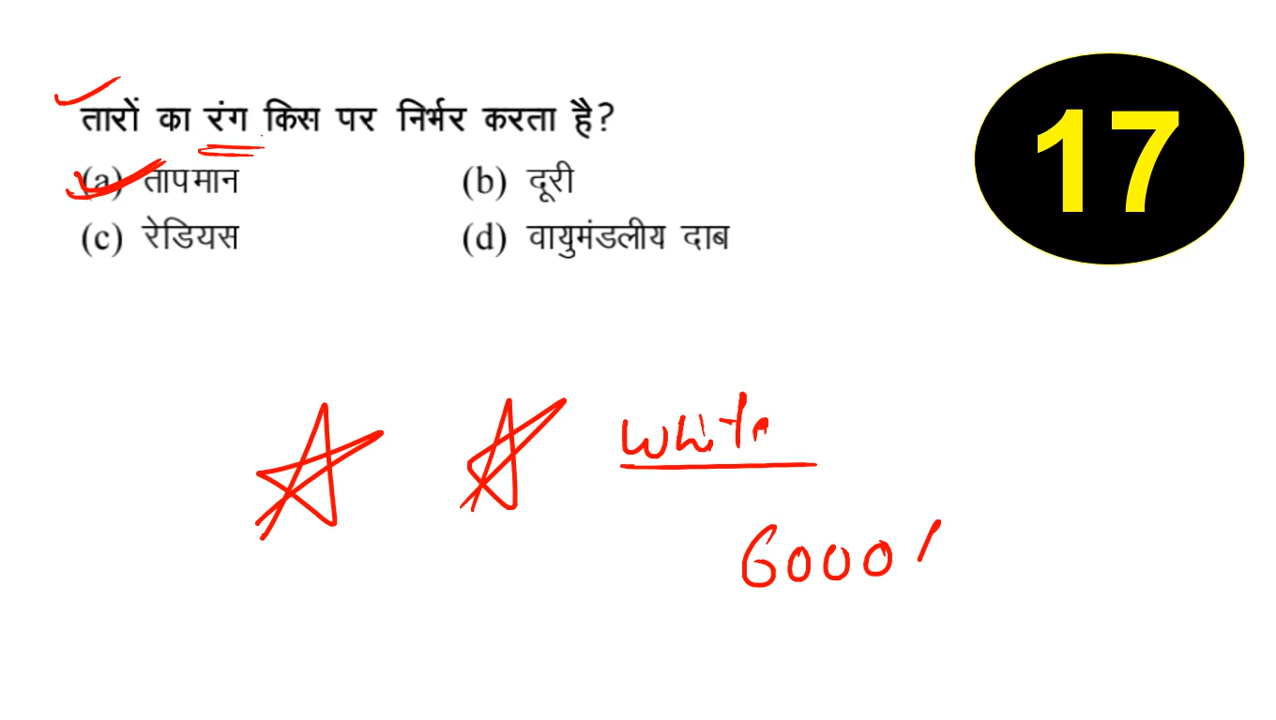 तारों का रंग किस पर निर्भर करता है?
(a) तापमान (b) दूरी
(c) रेडियस (d) वायुमंडलीय दाब
17
White
6000